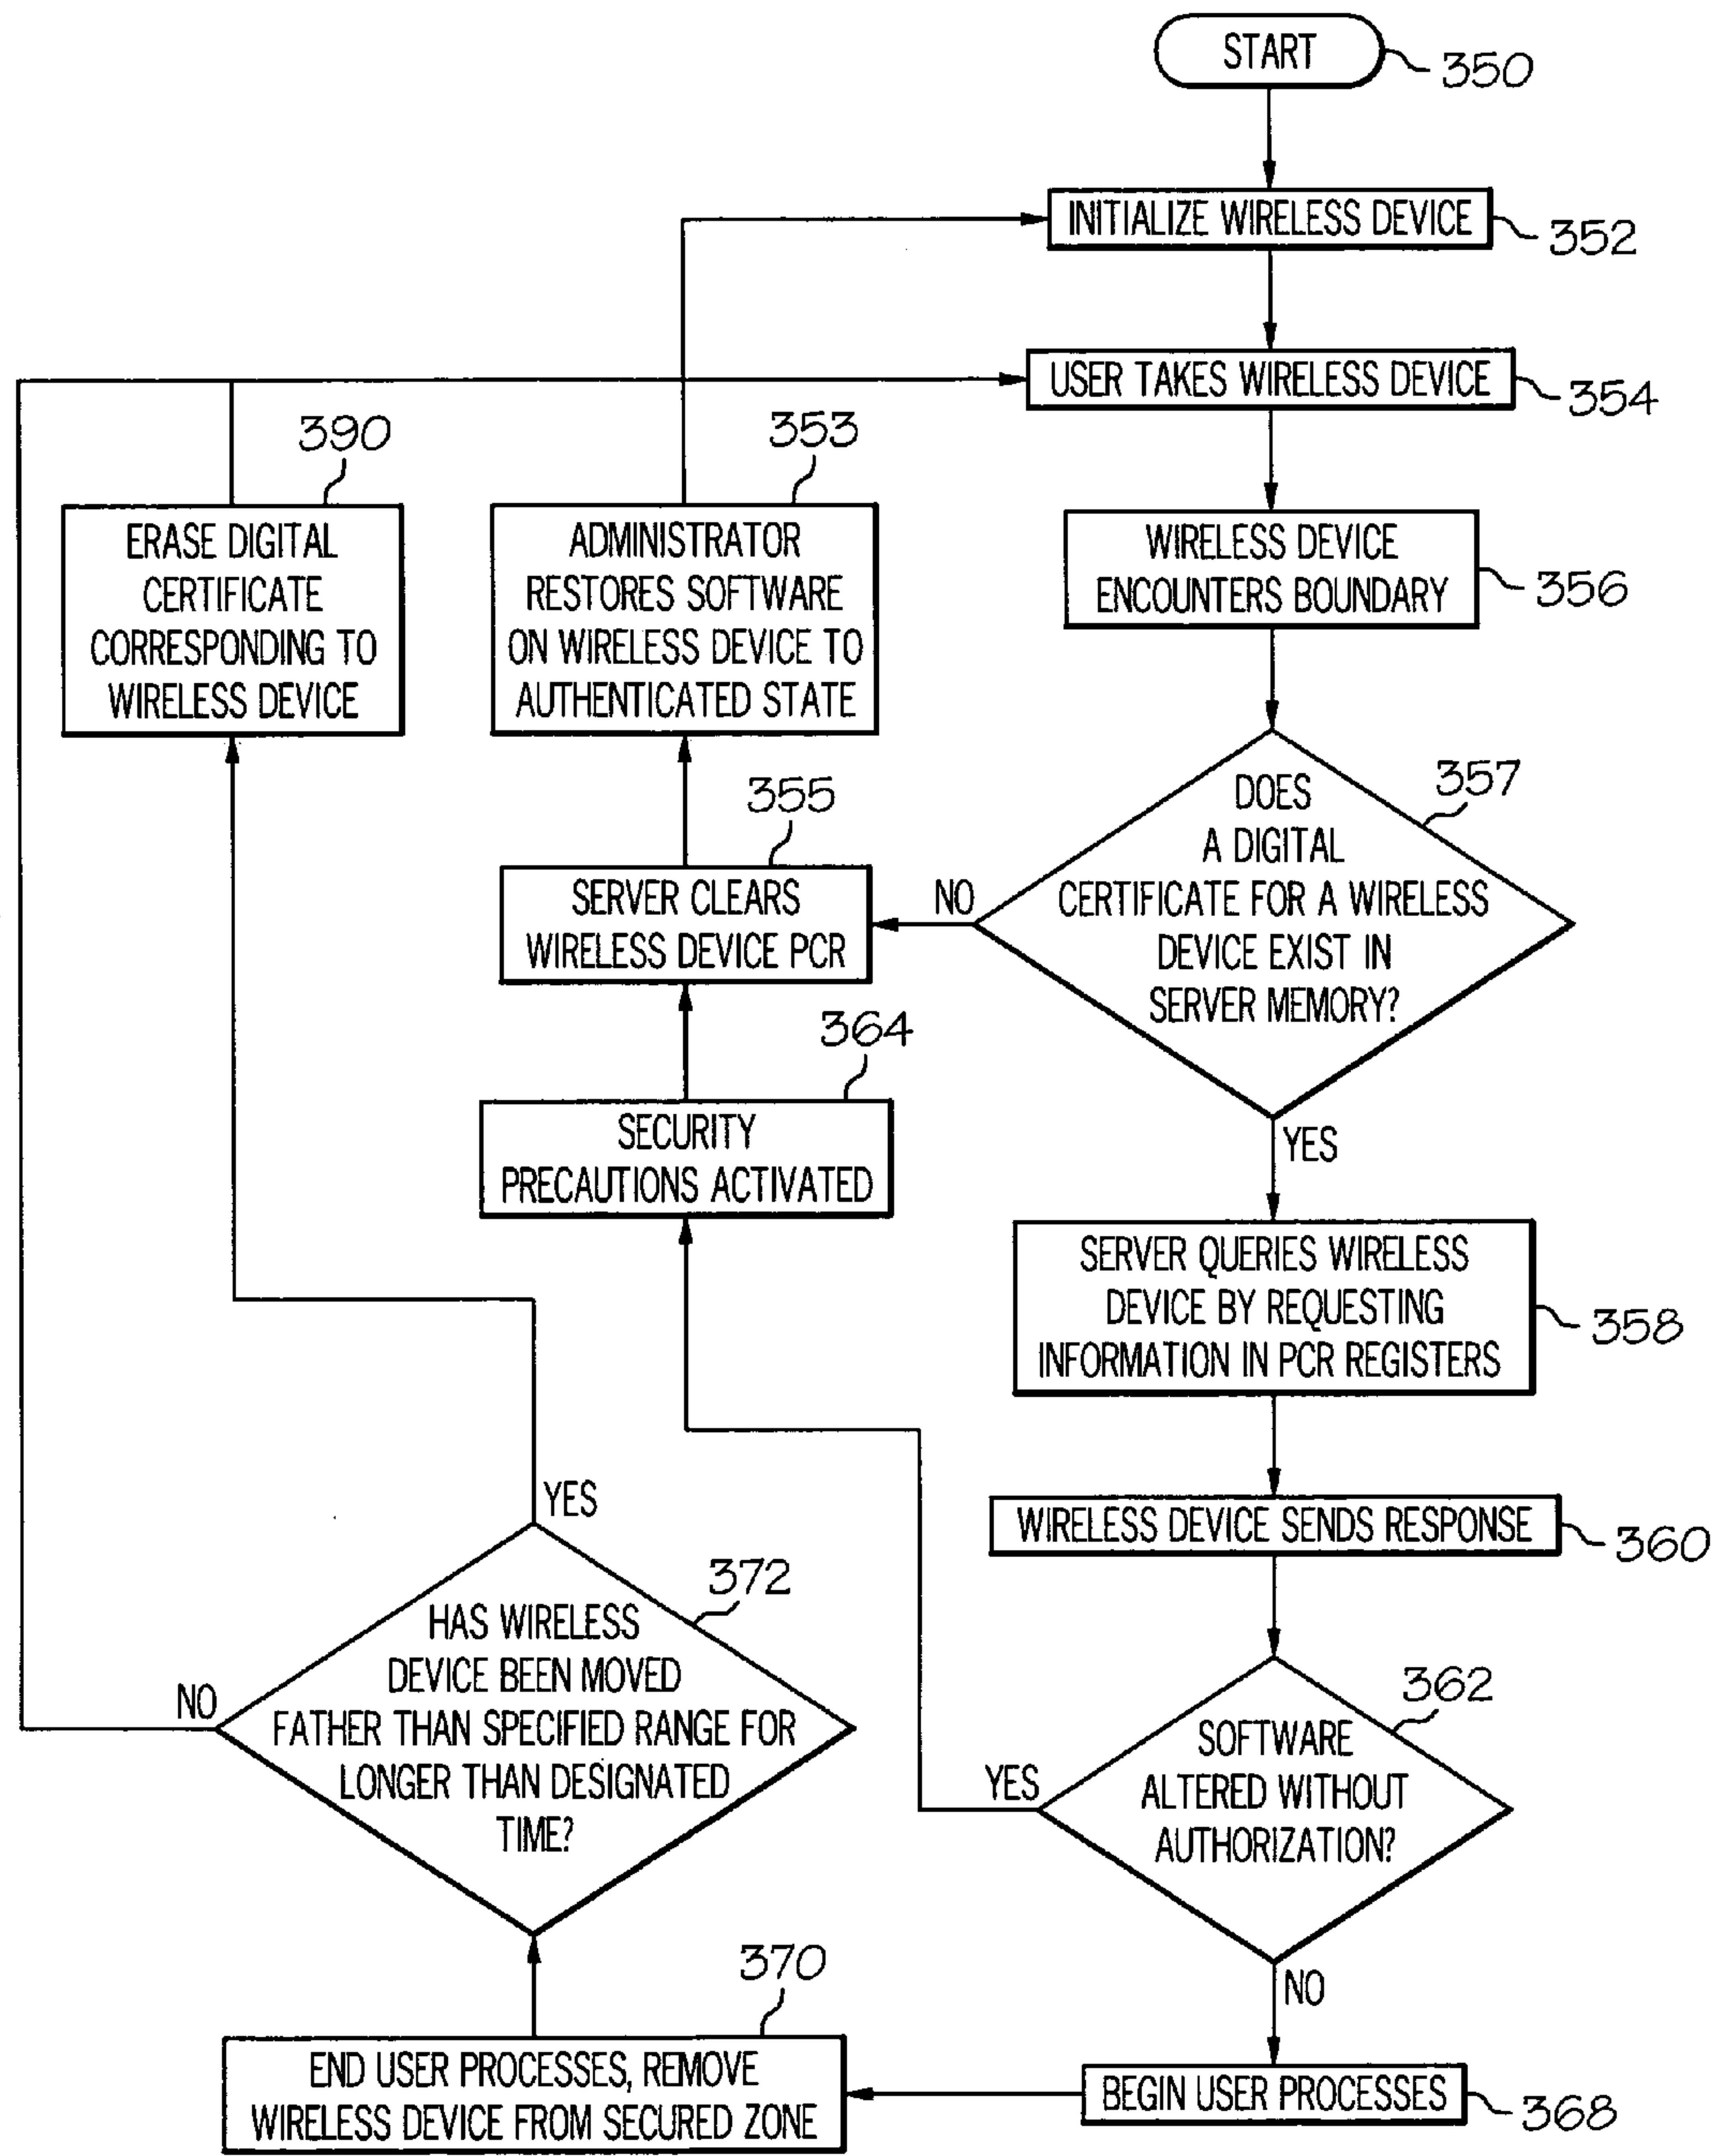 START
350
INITIALIZE WIRELESS DEVICE
352
USER TAKES WIRELESS DEVICE
354
390
353
ERASE DIGITAL
CERTIFICATE
CORRESPONDING TO
WIRELESS DEVICE
ADMINISTRATOR
RESTORES SOFTWARE
ON WIRELESS DEVICE TO
AUTHENTICATED STATE
WIRELESS DEVICE
ENCOUNTERS BOUNDARY
356
357
DOES
A DIGITAL
CERTIFICATE FOR A WIRELESS
DEVICE EXIST IN
SERVER MEMORY?
NO
355
SERVER CLEARS
WIRELESS DEVICE PCR
364
SECURITY
PRECAUTIONS ACTIVATED
YES
SERVER QUERIES WIRELESS
DEVICE BY REQUESTING
INFORMATION IN PCR REGISTERS
358
WIRELESS DEVICE SENDS RESPONSE
360
YES
372
HAS WIRELESS
DEVICE BEEN MOVED
FATHER THAN SPECIFIED RANGE FOR
LONGER THAN DESIGNATED
TIME?
NO
362
SOFTWARE
ALTERED WITHOUT
AUTHORIZATION?
YES
NO
370
END USER PROCESSES, REMOVE
WIRELESS DEVICE FROM SECURED ZONE
BEGIN USER PROCESSES
368